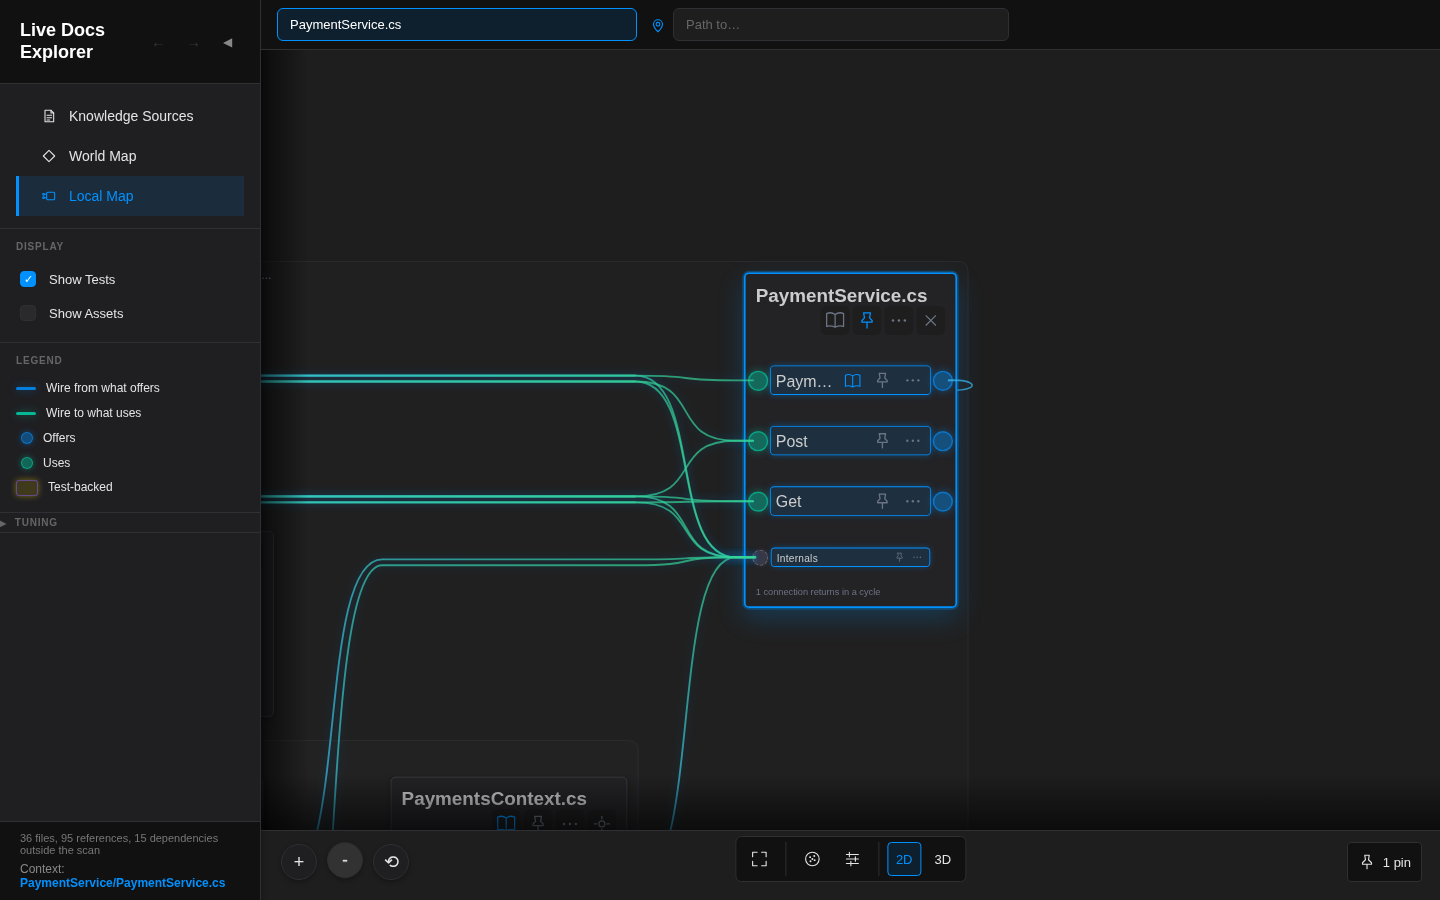 Live Docs
Explorer
Knowledge Sources
World Map
Local Map
DISPLAY
Show Tests
Show Assets
LEGEND
Wire from what offers
Wire to what uses
Offers
Uses
Test-backed
TUNING
36 files, 95 references, 15 dependencies
outside the scan
Context:
PaymentService/PaymentService.cs
PaymentService.cs
Path to…
...
PaymentService.cs
Paym…
Post
Get
Internals
1 connection returns in a cycle
PaymentsContext.cs
+
-
2D
3D
1 pin